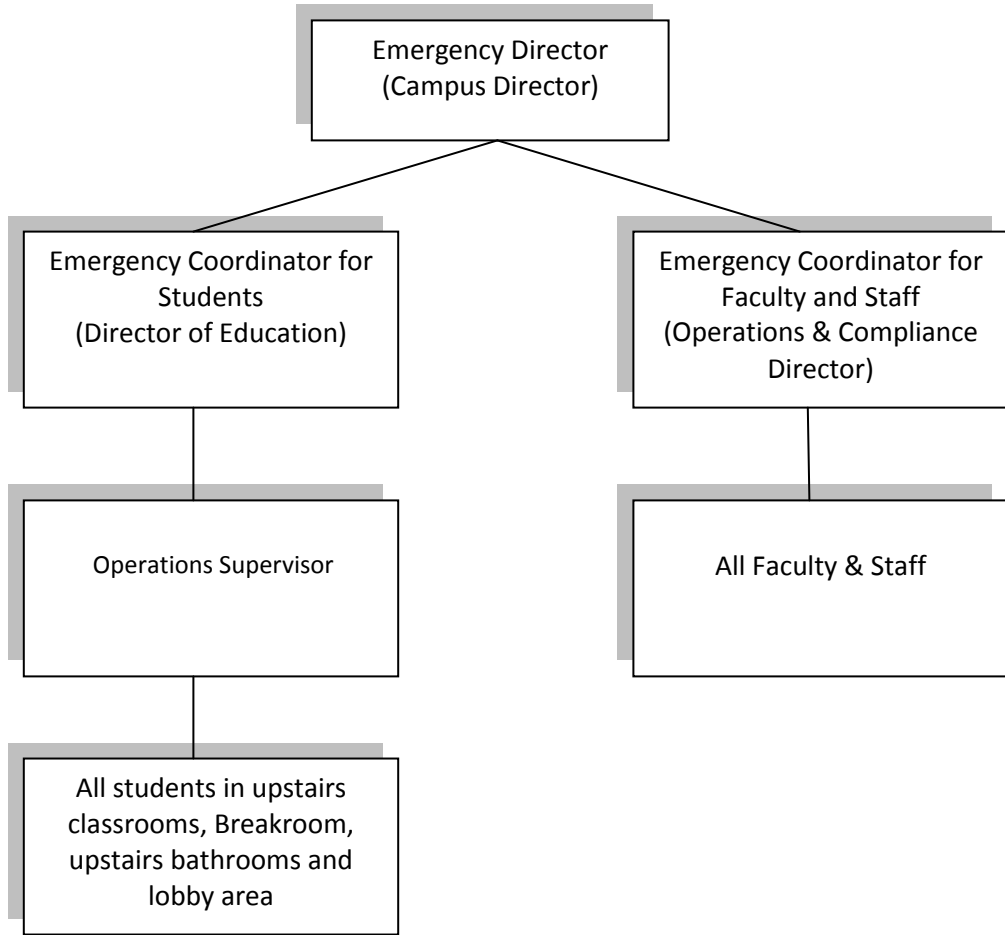 Emergency Director
(Campus Director)
Emergency Coordinator for
Students
(Director of Education)
Emergency Coordinator for
Faculty and Staff
(Operations & Compliance
Director)
Operations Supervisor
All Faculty & Staff
All students in upstairs
classrooms, Breakroom,
upstairs bathrooms and
lobby area